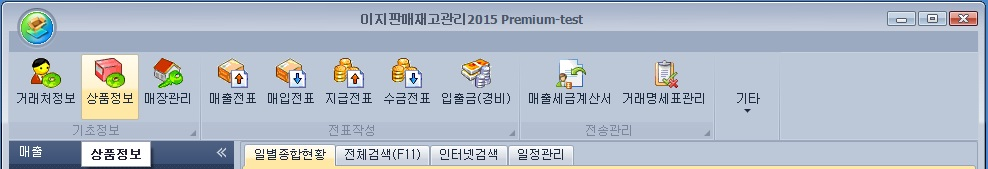 이지판매재고관리2015 Premium-test
거래처정보 상품정보 매장관리 매출전표 매입전표 지급전표 수금전표 입출금(경비) 매출세금계산서 거래명세표관리 기타
기초정보 전표작성 전송관리
매출 상품정보 일별종합현황 전체검색(F11) 인터넷검색 일정관리